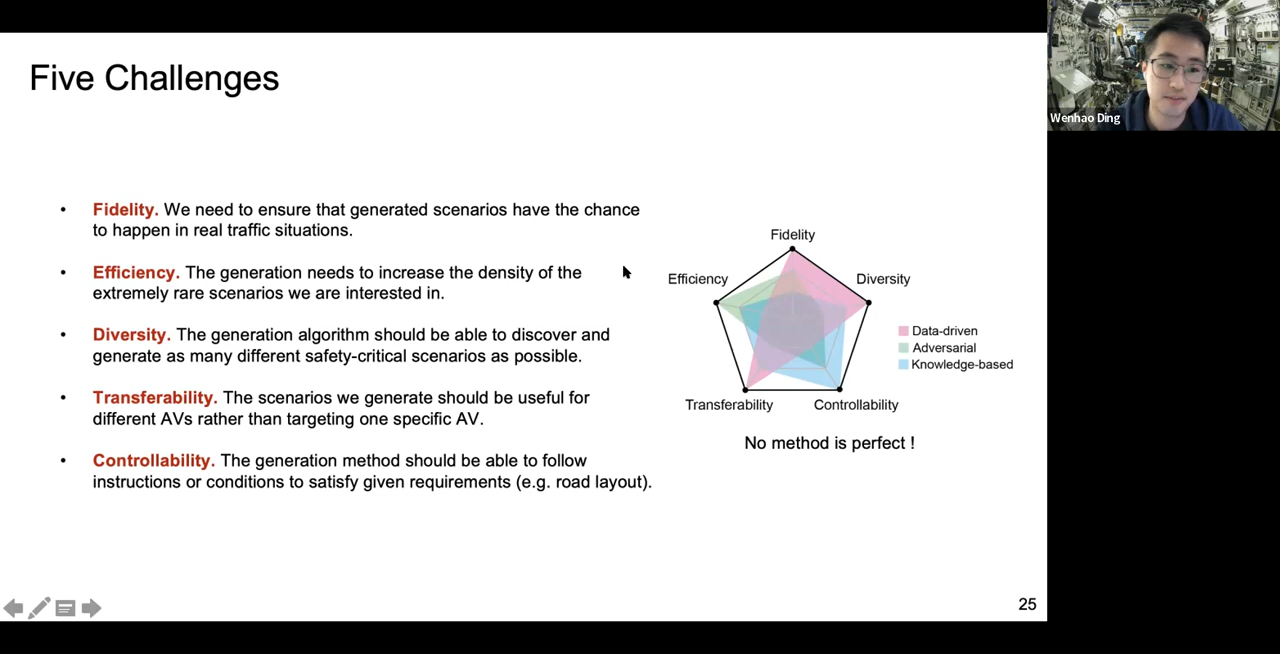 Five Challenges
Wenhao Ding
• Fidelity. We need to ensure that generated scenarios have the chance
to happen in real traffic situations.
• Efficiency. The generation needs to increase the density of the
extremely rare scenarios we are interested in.
• Diversity. The generation algorithm should be able to discover and
generate as many different safety-critical scenarios as possible.
• Transferability. The scenarios we generate should be useful for
different AVs rather than targeting one specific AV.
• Controllability. The generation method should be able to follow
instructions or conditions to satisfy given requirements (e.g. road layout).
Fidelity
Efficiency
Diversity
Data-driven
Adversarial
Knowledge-based
Transferability
Controllability
No method is perfect !
25